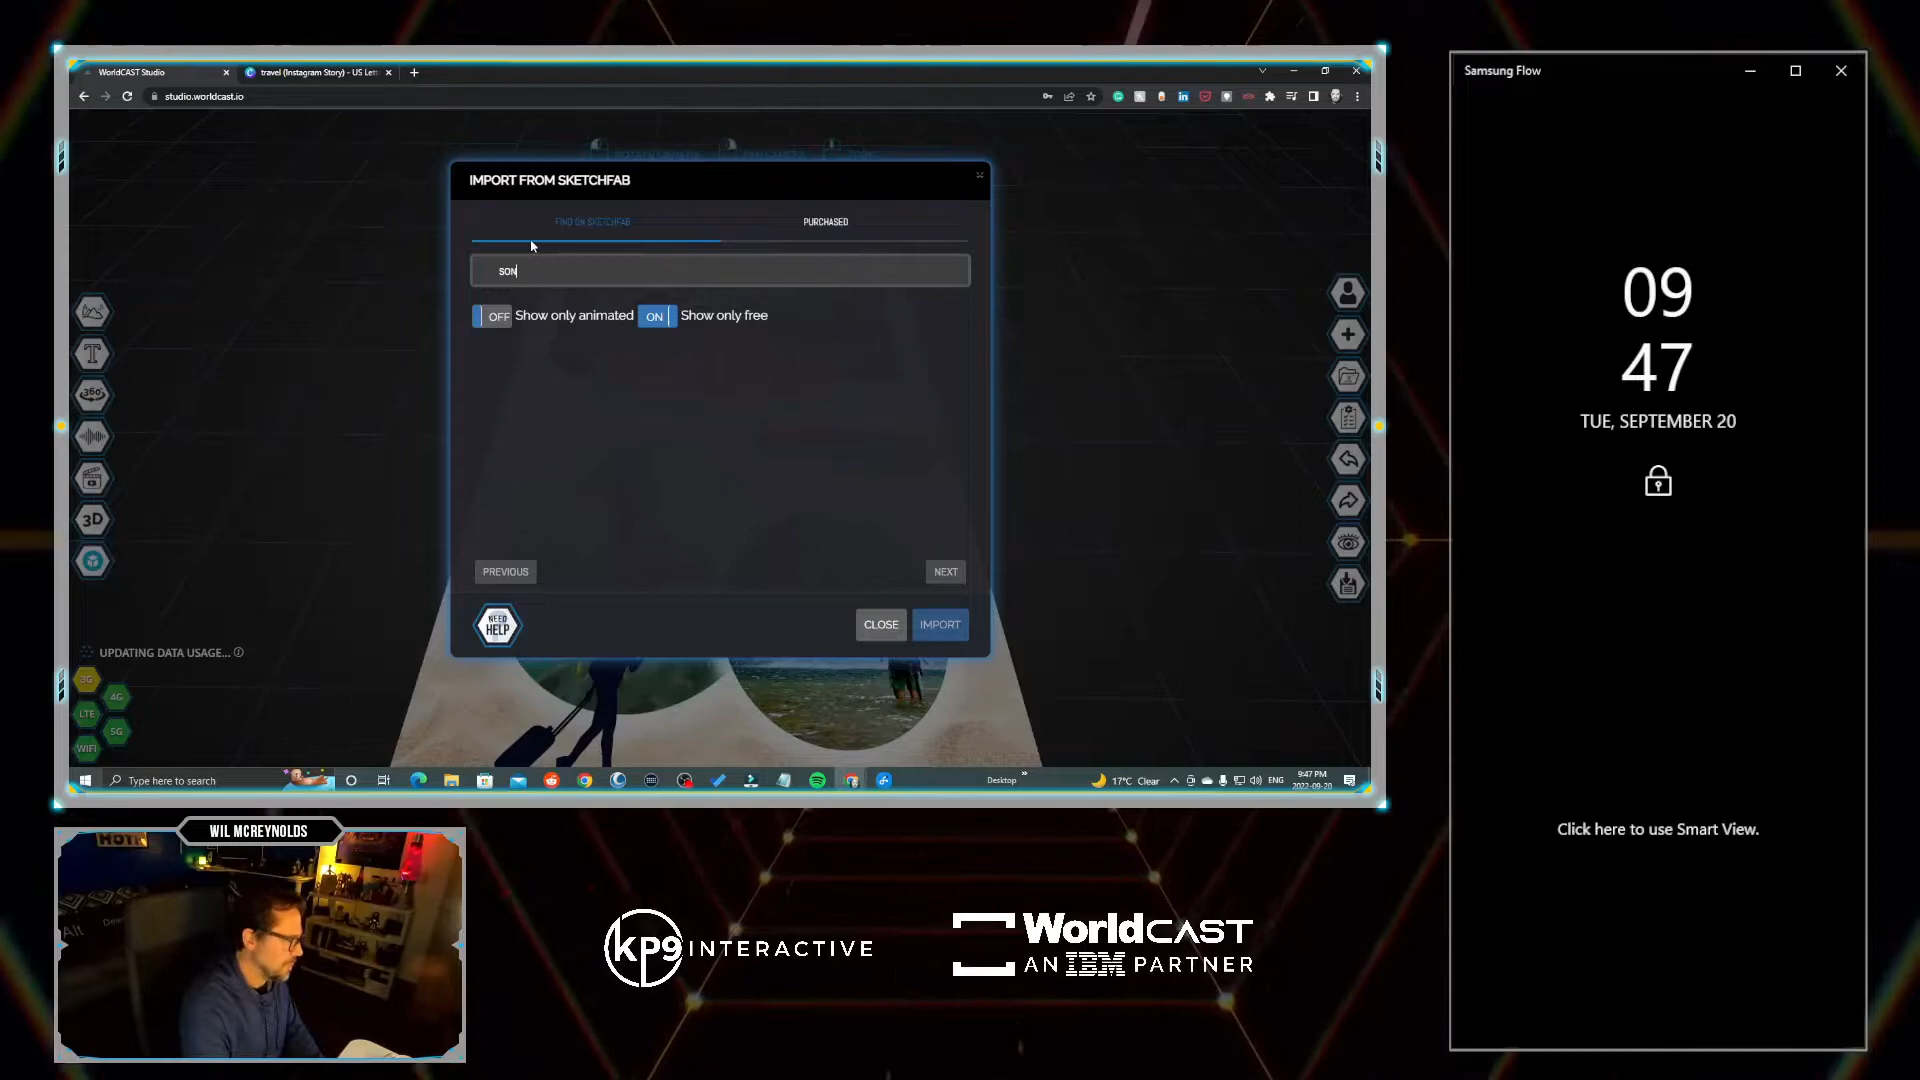 WorldCAST Studio
travel (Instagram Story) - US Lett
studio.worldcast.io
IMPORT FROM SKETCHFAB
FIND ON SKETCHFAB
PURCHASED
SON
OFF Show only animated ON Show only free
PREVIOUS
NEXT
NEED HELP
CLOSE
IMPORT
T
360
3D
UPDATING DATA USAGE...
3G
4G
LTE
5G
WIFI
Type here to search
Desktop
17°C Clear
ENG
9:47 PM
2022-09-20
Samsung Flow
09
47
TUE, SEPTEMBER 20
Click here to use Smart View.
WIL MCREYNOLDS
Alt
KP9 INTERACTIVE
WorldCAST
AN IBM PARTNER